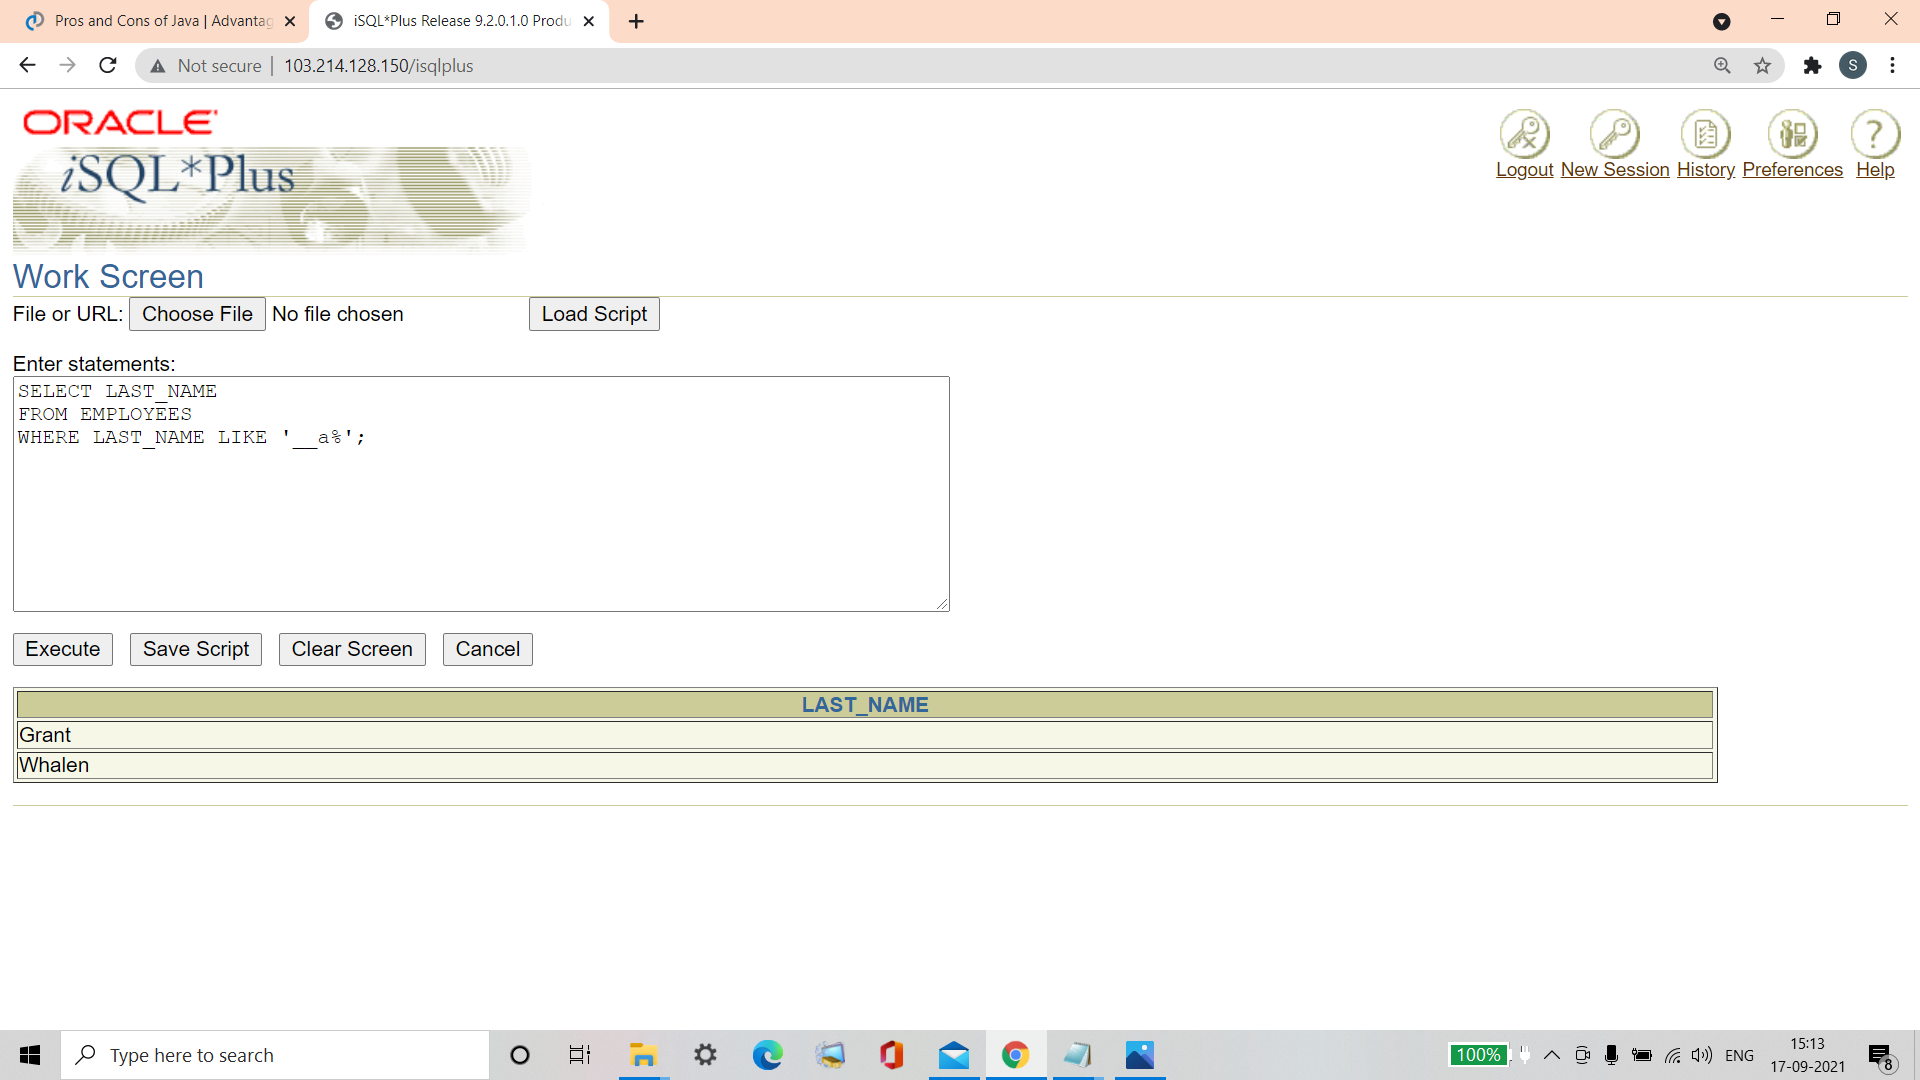 Pros and Cons of Java | Advantag
iSQL*Plus Release 9.2.0.1.0 Produ
Not secure | 103.214.128.150/isqlplus
S
ORACLE
iSQL*Plus
Logout New Session History Preferences Help
Work Screen
File or URL: Choose File No file chosen Load Script
Enter statements:
SELECT LAST_NAME
FROM EMPLOYEES
WHERE LAST_NAME LIKE '__a%';
Execute Save Script Clear Screen Cancel
LAST_NAME
Grant
Whalen
Type here to search
100%
ENG
15:13
17-09-2021
8